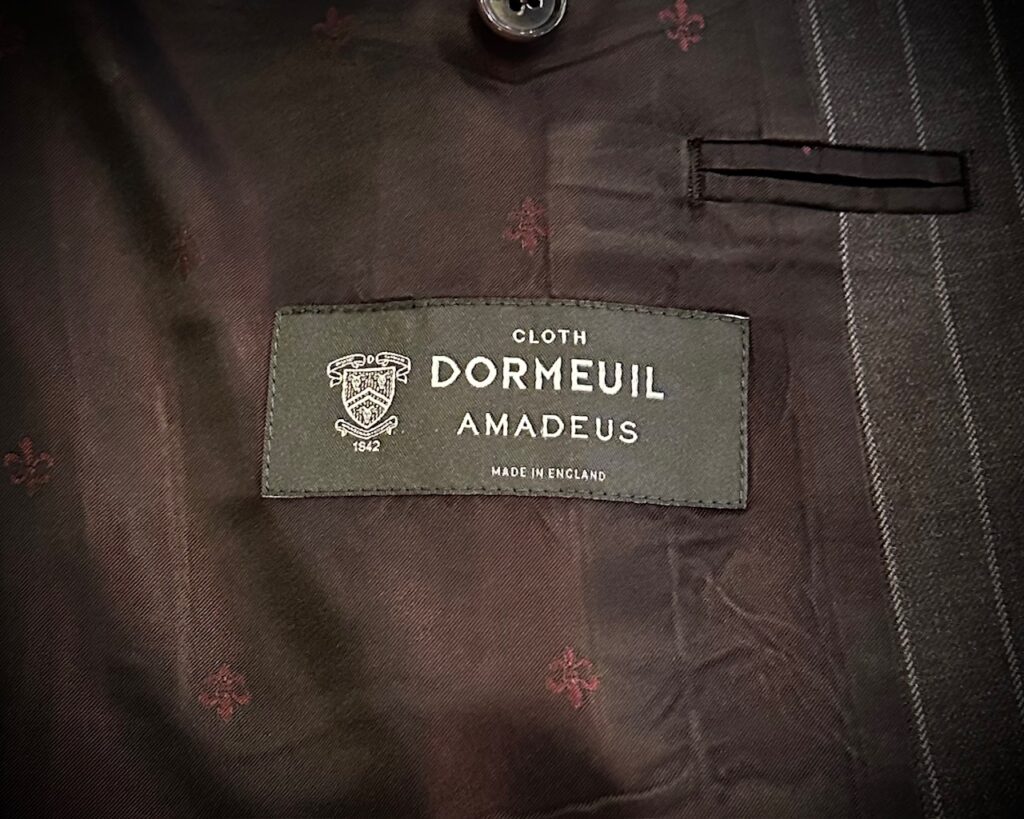 CLOTH
DORMEUIL
AMADEUS
MADE IN ENGLAND
D
1842